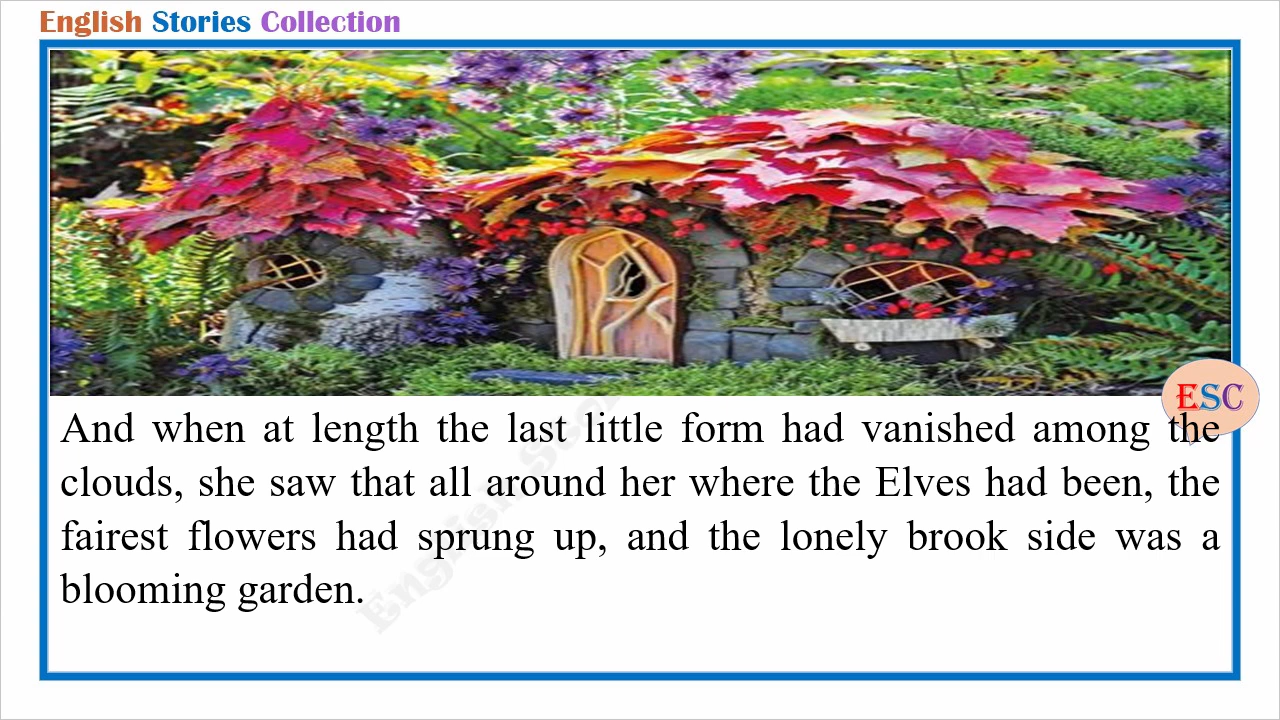 English Stories Collection
ESC
And when at length the last little form had vanished among the
clouds, she saw that all around her where the Elves had been, the
fairest flowers had sprung up, and the lonely brook side was a
blooming garden.